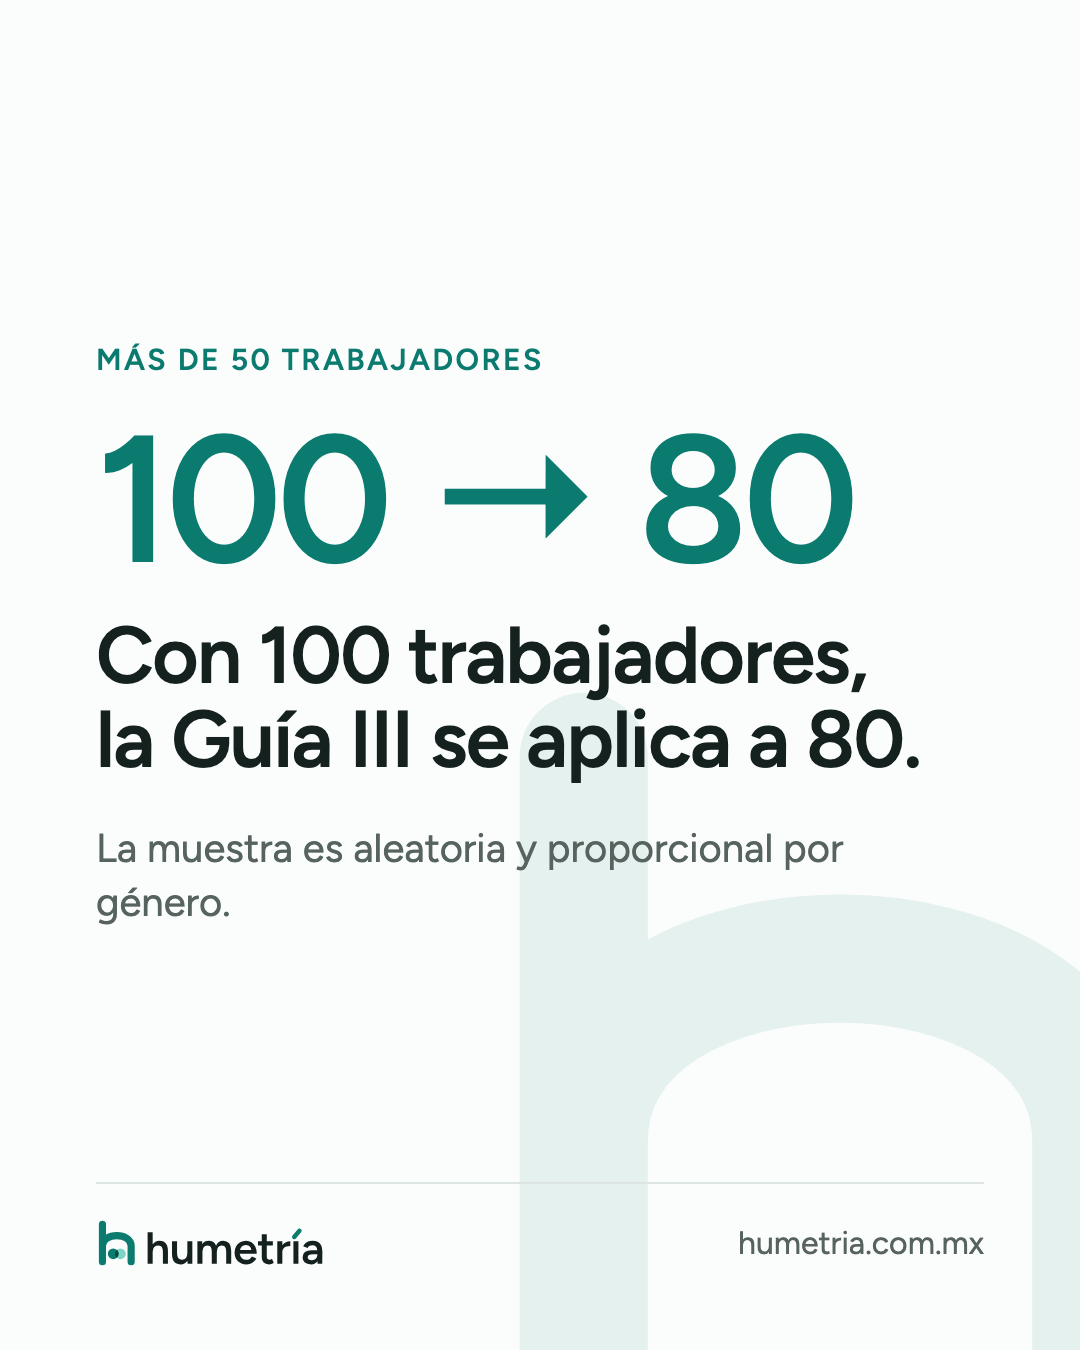 MÁS DE 50 TRABAJADORES
100 → 80
Con 100 trabajadores,
la Guía III se aplica a 80.
La muestra es aleatoria y proporcional por
género.
humetría
humetria.com.mx